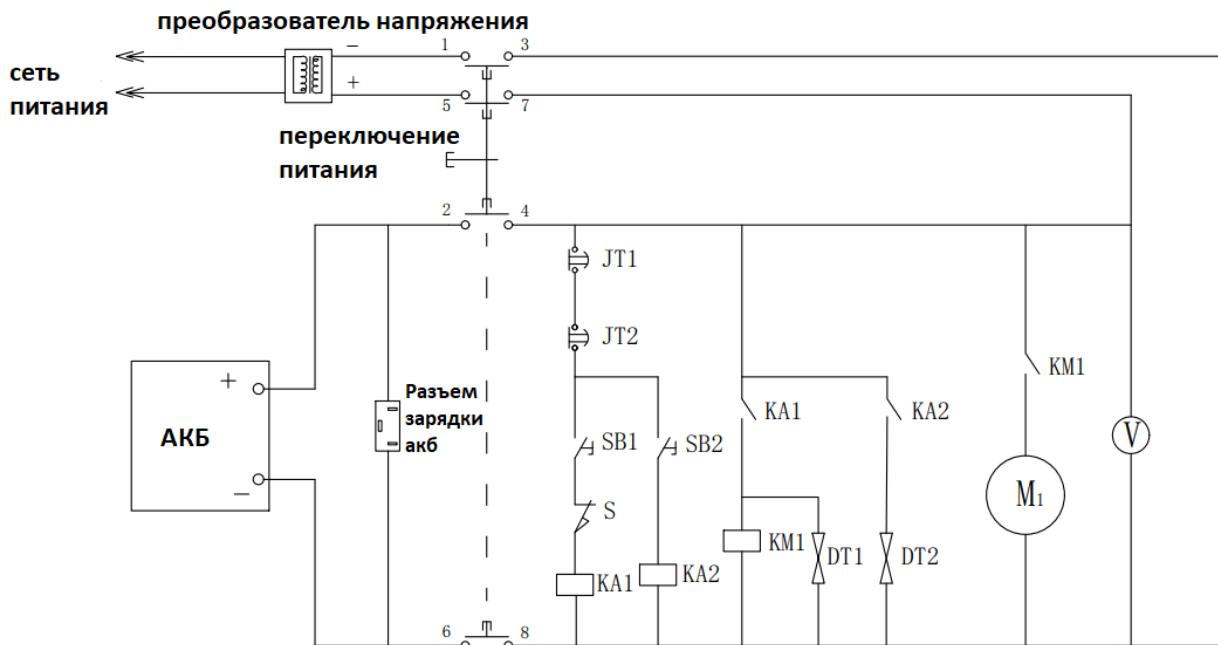 преобразователь напряжения
− 1 3
сеть
питания
+ 5 7
переключение
питания
2 4
JT1
JT2
KM1
+
АКБ
−
Разъем
зарядки
акб
SB1
SB2
KA1
KA2
V
S
M1
KM1
DT1
DT2
KA1
KA2
6 8